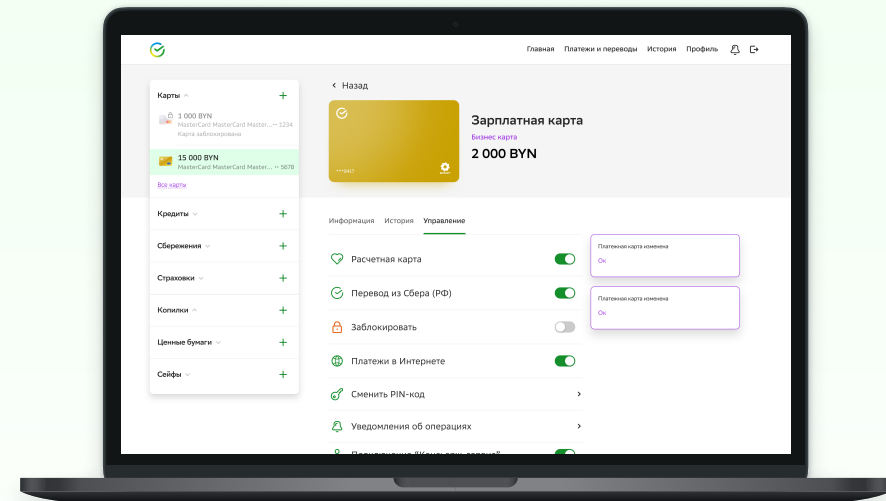 Главная Платежи и переводы История Профиль
Карты
1 000 BYN
MasterCard MasterCard Master...•• 1234
Карта заблокирована
15 000 BYN
MasterCard MasterCard Master... •• 5678
Все карты
Кредиты
Сбережения
Страховки
Копилки
Ценные бумаги
Сейфы
Назад
Зарплатная карта
Бизнес карта
2 000 BYN
Информация История Управление
Расчетная карта
Перевод из Сбера (РФ)
Заблокировать
Платежи в Интернете
Сменить PIN-код
Уведомления об операциях
Платежная карта изменена
Ок
Платежная карта изменена
Ок